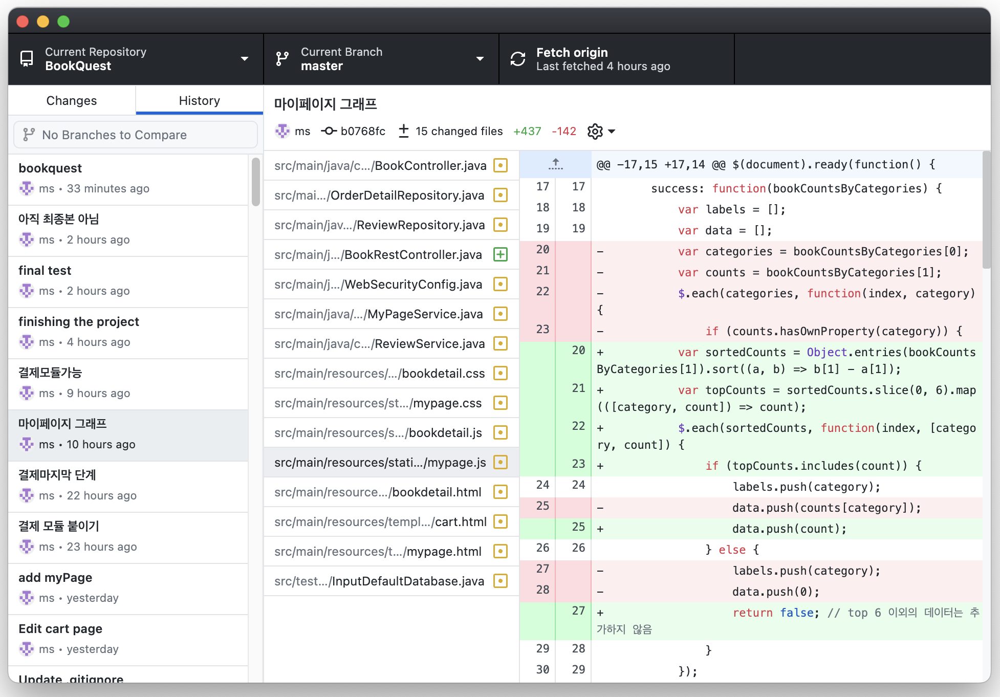 Current Repository
BookQuest
Current Branch
master
Fetch origin
Last fetched 4 hours ago
Changes
History
No Branches to Compare
bookquest
ms • 33 minutes ago
아직 최종본 아님
ms • 2 hours ago
final test
ms • 2 hours ago
finishing the project
ms • 4 hours ago
결제모듈가능
ms • 9 hours ago
마이페이지 그래프
ms • 10 hours ago
결제마지막 단계
ms • 22 hours ago
결제 모듈 붙이기
ms • 23 hours ago
add myPage
ms • yesterday
Edit cart page
ms • yesterday
Update .gitignore
마이페이지 그래프
ms b0768fc 15 changed files +437 -142
src/main/java/c.../BookController.java
src/mai.../OrderDetailRepository.java
src/main/jav.../ReviewRepository.java
src/main/j.../BookRestController.java
src/main/j.../WebSecurityConfig.java
src/main/java/.../MyPageService.java
src/main/java/c.../ReviewService.java
src/main/resources/.../bookdetail.css
src/main/resources/st.../mypage.css
src/main/resources/s.../bookdetail.js
src/main/resources/stati.../mypage.js
src/main/resource.../bookdetail.html
src/main/resources/templ.../cart.html
src/main/resources/t.../mypage.html
src/test.../InputDefaultDatabase.java
@@ -17,15 +17,14 @@ $(document).ready(function() {
17 17 success: function(bookCountsByCategories) {
18 18 var labels = [];
19 19 var data = [];
20 - var categories = bookCountsByCategories[0];
21 - var counts = bookCountsByCategories[1];
22 - $.each(categories, function(index, category)
{
23 - if (counts.hasOwnProperty(category)) {
20 + var sortedCounts = Object.entries(bookCounts
ByCategories[1]).sort((a, b) => b[1] - a[1]);
21 + var topCounts = sortedCounts.slice(0, 6).map
(([category, count]) => count);
22 + $.each(sortedCounts, function(index, [catego
ry, count]) {
23 + if (topCounts.includes(count)) {
24 24 labels.push(category);
25 - data.push(counts[category]);
25 + data.push(count);
26 26 } else {
27 - labels.push(category);
28 - data.push(0);
27 + return false; // top 6 이외의 데이터는 추
가하지 않음
29 28 }
30 29 });